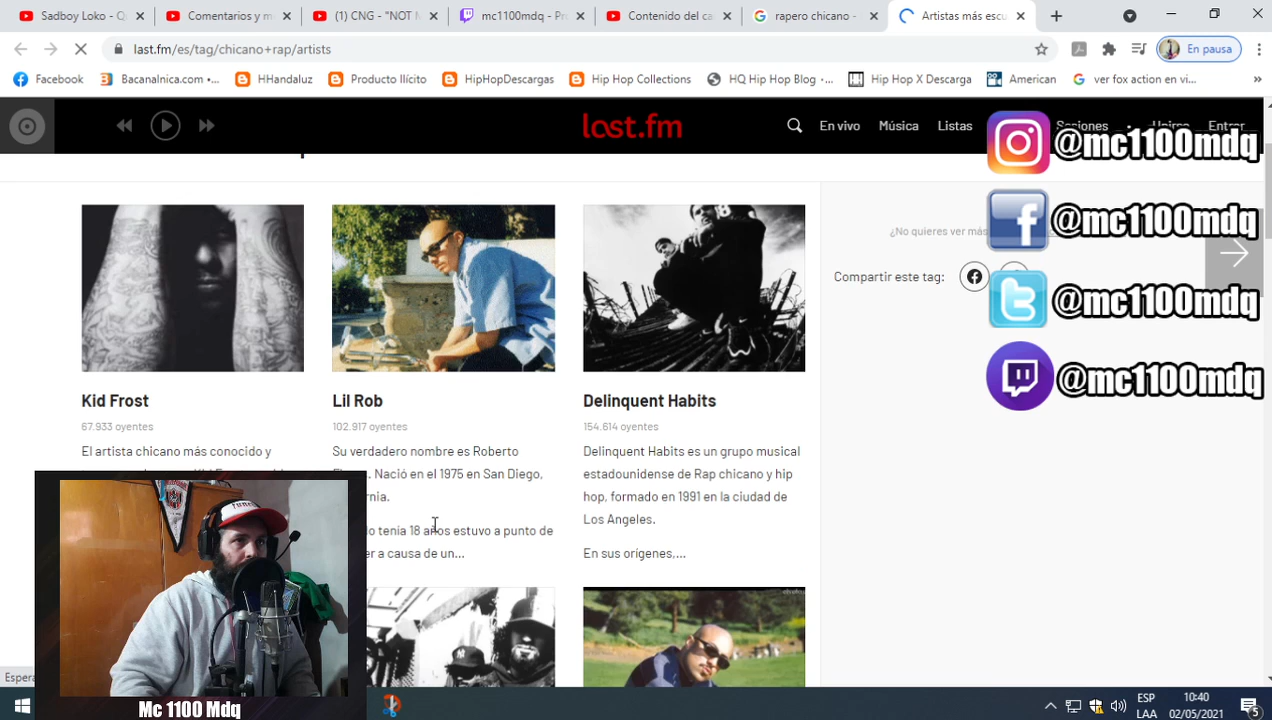 Sadboy Loko - Q
Comentarios y m
(1) CNG - "NOT M
mc1100mdq - Pr
Contenido del ca
rapero chicano -
Artistas más escu
last.fm/es/tag/chicano+rap/artists
En pausa
Facebook
Bacanalnica.com •...
HHandaluz
Producto Ilícito
HipHopDescargas
Hip Hop Collections
HQ Hip Hop Blog •...
Hip Hop X Descarga
American
ver fox action en vi...
last.fm
En vivo
Música
Listas
Sesiones
Unirse
Entrar
@mc1100mdq
@mc1100mdq
@mc1100mdq
@mc1100mdq
¿No quieres ver más
Compartir este tag:
Kid Frost
67.933 oyentes
El artista chicano más conocido y
Lil Rob
102.917 oyentes
Su verdadero nombre es Roberto
Nació en el 1975 en San Diego,
tenía 18 años estuvo a punto de
a causa de un...
Delinquent Habits
154.614 oyentes
Delinquent Habits es un grupo musical
estadounidense de Rap chicano y hip
hop, formado en 1991 en la ciudad de
Los Angeles.
En sus orígenes,...
Espera
Mc 1100 Mdq
ESP
LAA
10:40
02/05/2021
5